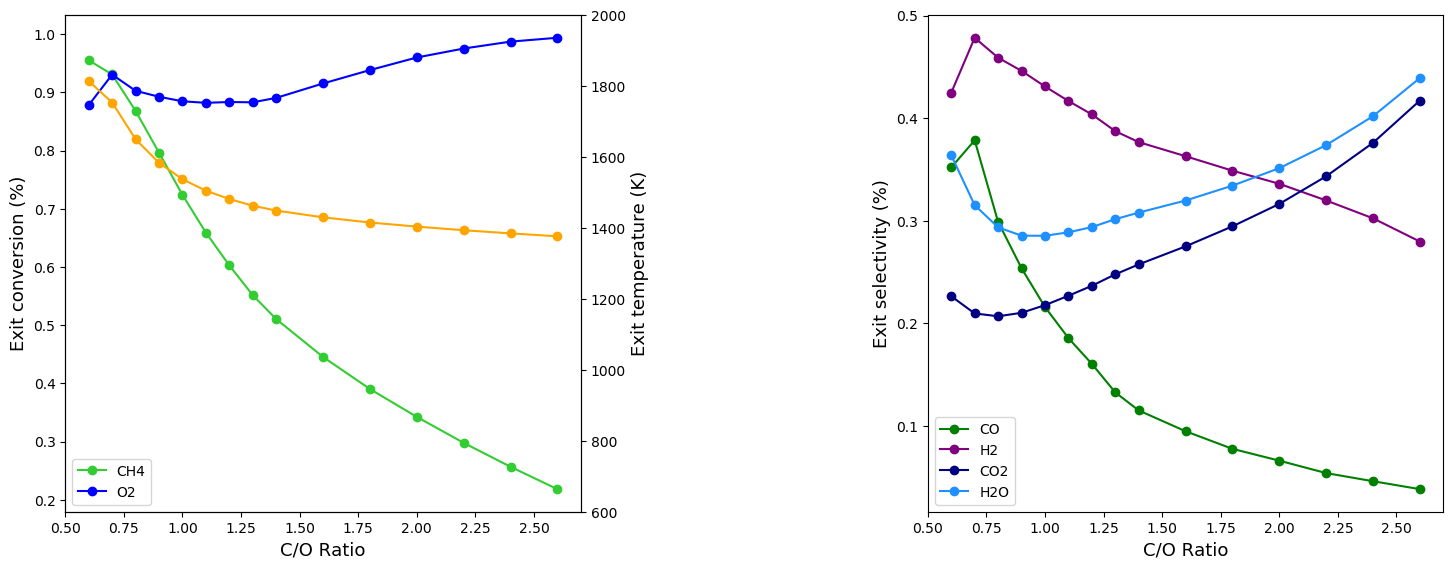 1.0
0.9
0.8
0.7
0.6
0.5
0.4
0.3
0.2
Exit conversion (%)
0.50 0.75 1.00 1.25 1.50 1.75 2.00 2.25 2.50
C/O Ratio
CH4
O2
2000
1800
1600
1400
1200
1000
800
600
Exit temperature (K)
0.5
0.4
0.3
0.2
0.1
Exit selectivity (%)
CO
H2
CO2
H2O
0.50 0.75 1.00 1.25 1.50 1.75 2.00 2.25 2.50
C/O Ratio